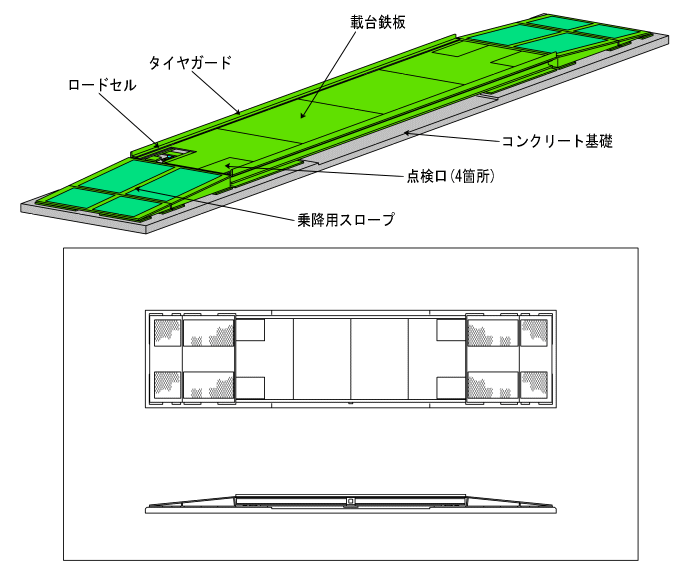 載台鉄板
タイヤガード
ロードセル
コンクリート基礎
点検口(4箇所)
乗降用スロープ